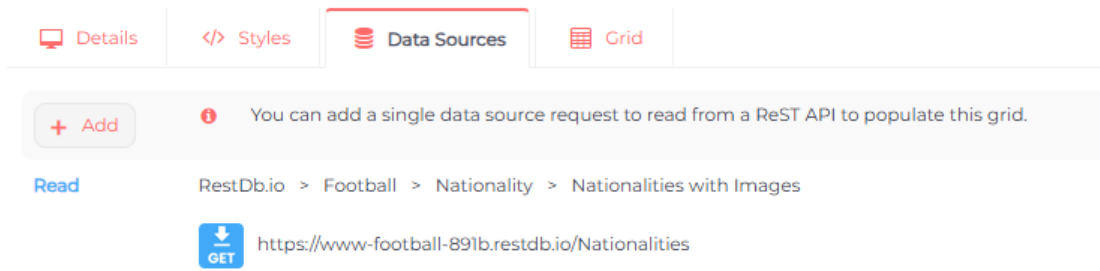 Details </> Styles Data Sources Grid
+ Add You can add a single data source request to read from a ReST API to populate this grid.
Read RestDb.io > Football > Nationality > Nationalities with Images
GET https://www-football-891b.restdb.io/Nationalities